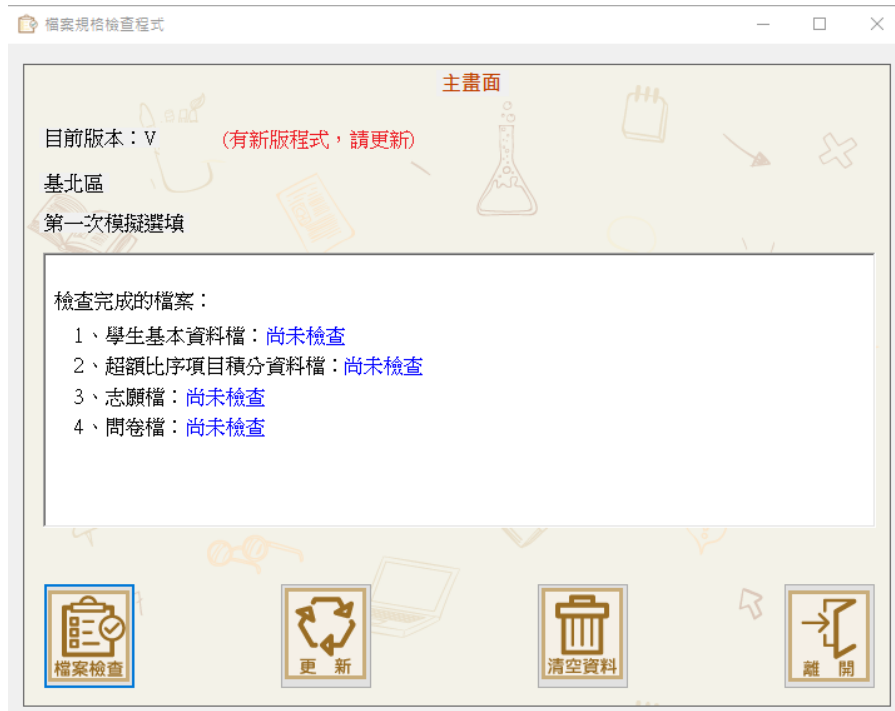 檔案規格檢查程式
主畫面
目前版本：V (有新版程式，請更新)
基北區
第一次模擬選填
檢查完成的檔案：
1、學生基本資料檔：尚未檢查
2、超額比序項目積分資料檔：尚未檢查
3、志願檔：尚未檢查
4、問卷檔：尚未檢查
檔案檢查 更 新 清空資料 離 開